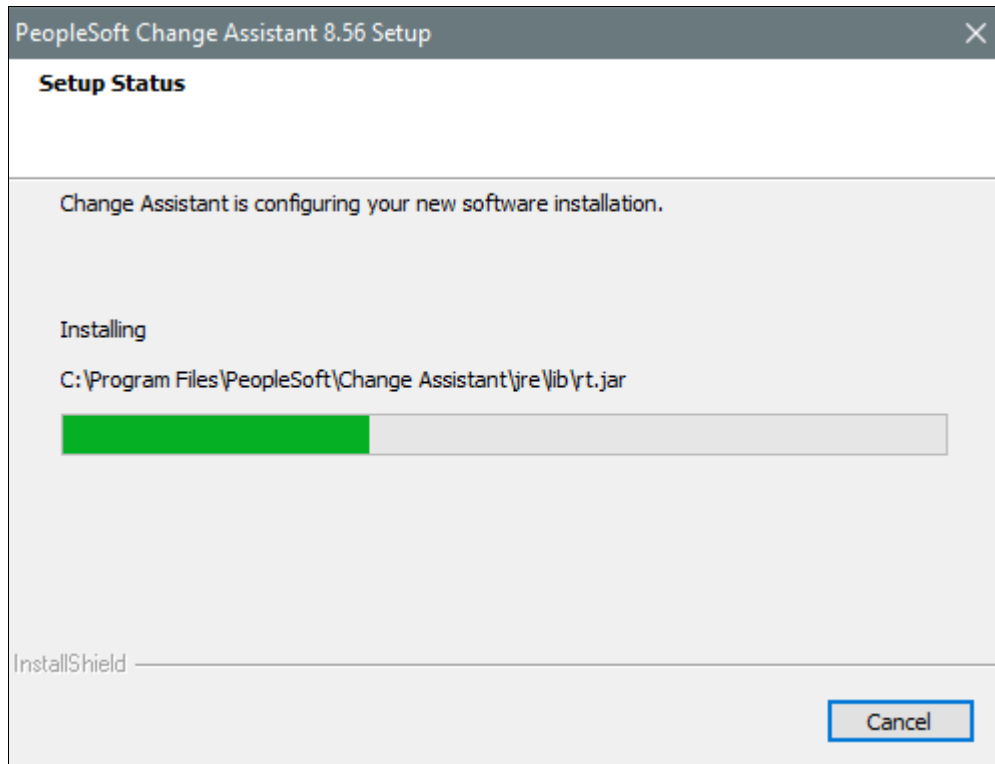 PeopleSoft Change Assistant 8.56 Setup
Setup Status
Change Assistant is configuring your new software installation.
Installing
C:\Program Files\PeopleSoft\Change Assistant\jre\lib\rt.jar
InstallShield
Cancel